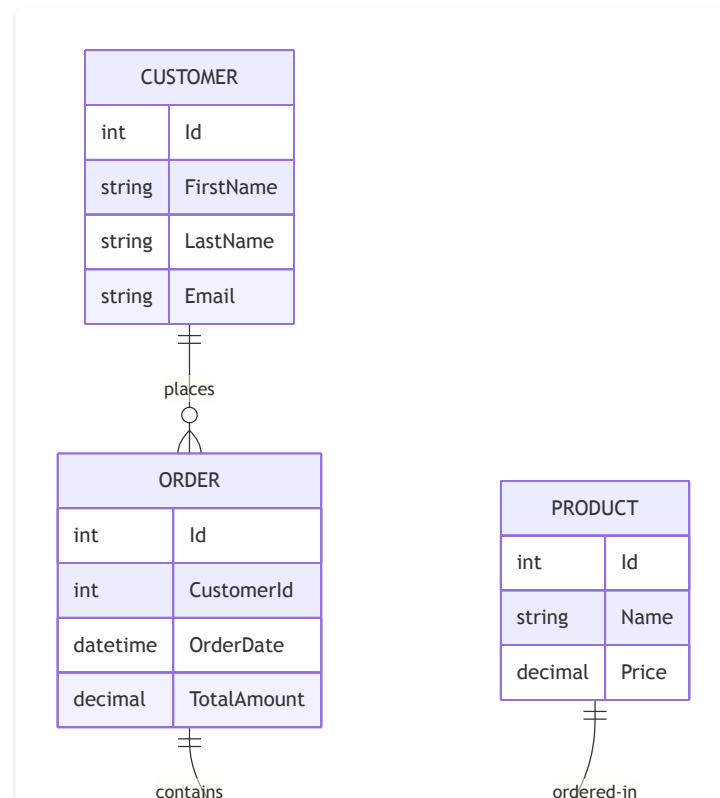 CUSTOMER
int Id
string FirstName
string LastName
string Email
places
ORDER
int Id
int CustomerId
datetime OrderDate
decimal TotalAmount
contains
PRODUCT
int Id
string Name
decimal Price
ordered-in